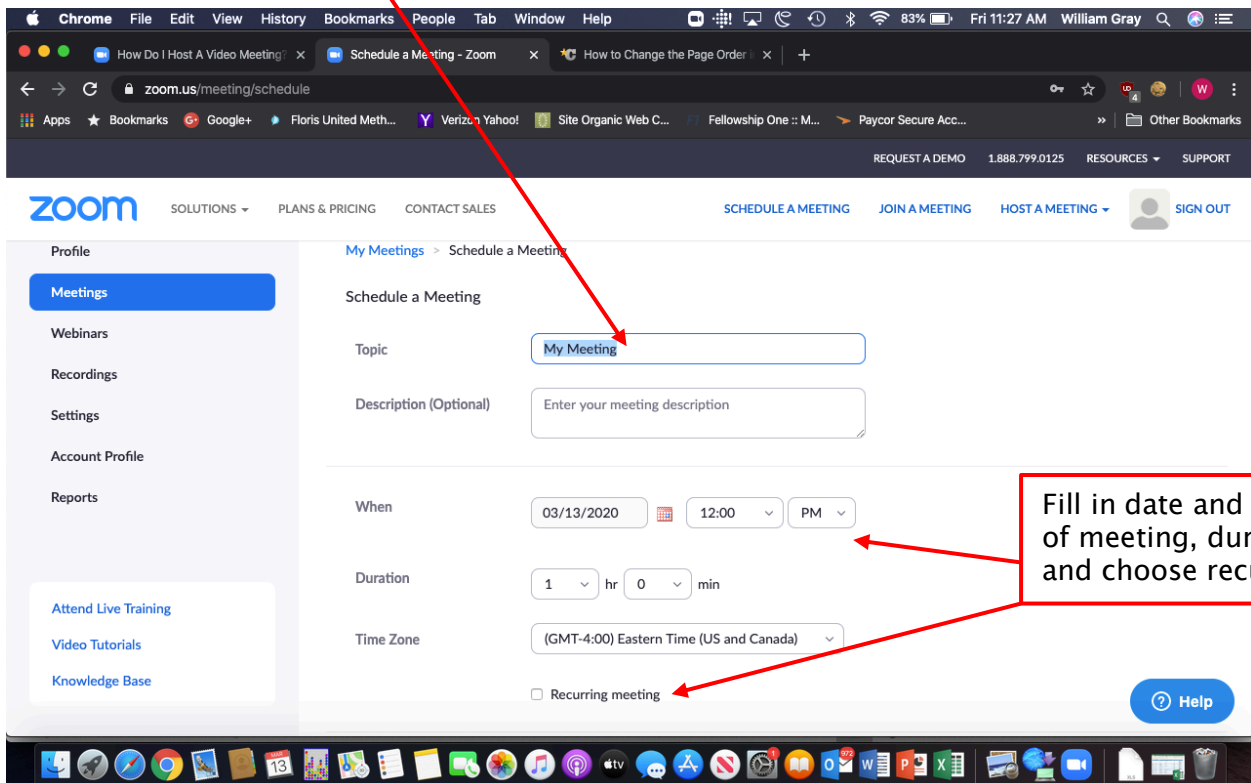 Chrome File Edit View History Bookmarks People Tab Window Help 83% Fri 11:27 AM William Gray
How Do I Host A Video Meeting? Schedule a Meeting - Zoom How to Change the Page Order
zoom.us/meeting/schedule 4 W
Apps Bookmarks G+ Google+ Floris United Meth... Y Verizon Yahoo! Site Organic Web C... Fellowship One :: M... Paycor Secure Acc... » Other Bookmarks
REQUEST A DEMO 1.888.799.0125 RESOURCES SUPPORT
zoom SOLUTIONS PLANS & PRICING CONTACT SALES SCHEDULE A MEETING JOIN A MEETING HOST A MEETING SIGN OUT
Profile My Meetings > Schedule a Meeting
Meetings Schedule a Meeting
Webinars
Topic My Meeting
Recordings
Settings Description (Optional) Enter your meeting description
Account Profile
Reports
When 03/13/2020 12:00 PM
Fill in date and
of meeting, dur
and choose recu
Duration 1 hr 0 min
Attend Live Training
Video Tutorials Time Zone (GMT-4:00) Eastern Time (US and Canada)
Knowledge Base Recurring meeting
? Help
MAR 13 tv 972 W P X XLS